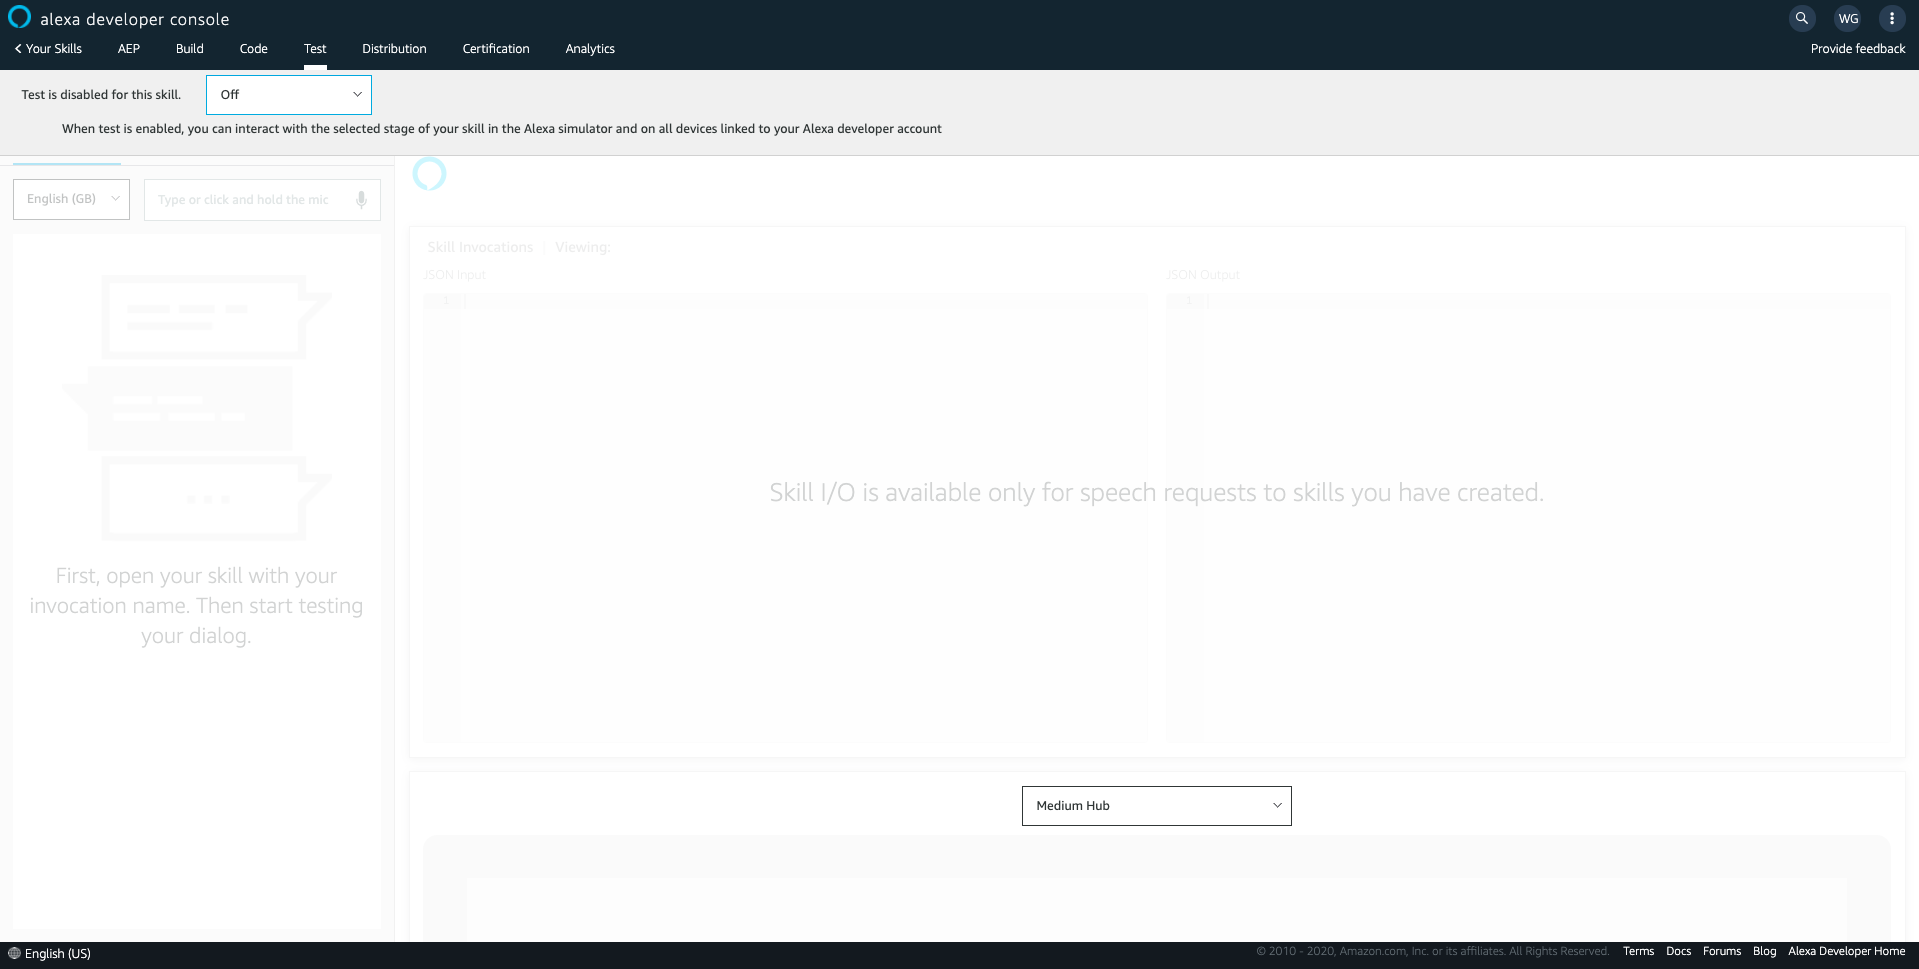 alexa developer console
WG
Your Skills
AEP
Build
Code
Test
Distribution
Certification
Analytics
Provide feedback
Test is disabled for this skill.
Off
When test is enabled, you can interact with the selected stage of your skill in the Alexa simulator and on all devices linked to your Alexa developer account
English (GB)
Type or click and hold the mic
Skill Invocations
Viewing:
JSON Input
JSON Output
1
1
Skill I/O is available only for speech requests to skills you have created.
First, open your skill with your
invocation name. Then start testing
your dialog.
Medium Hub
English (US)
© 2010 - 2020, Amazon.com, Inc. or its affiliates. All Rights Reserved.
Terms
Docs
Forums
Blog
Alexa Developer Home